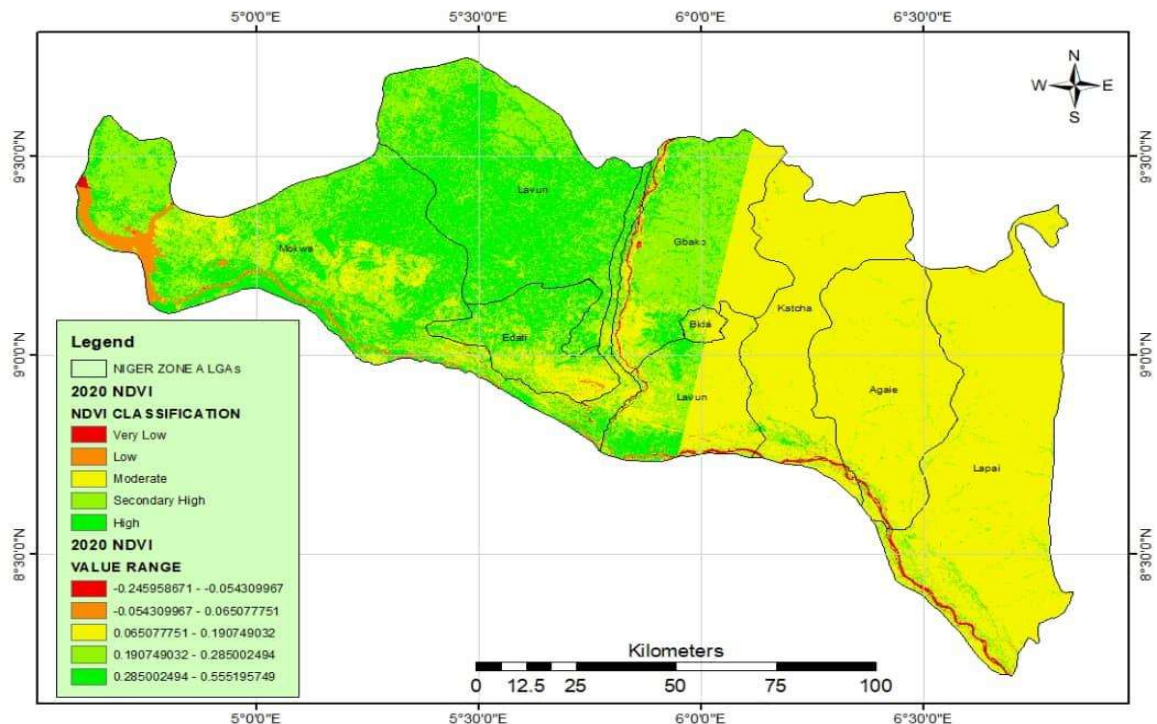 5°0'0"E 5°30'0"E 6°0'0"E 6°30'0"E
N
W E
S
9°30'0"N 9°30'0"N
Lavun
Mokwa
Gbako
Katcha
Bida
Edati
9°0'0"N 9°0'0"N
Lavun
Agaie
Lapai
8°30'0"N 8°30'0"N
Legend
NIGER ZONE A LGAs
2020 NDVI
NDVI CLASSIFICATION
Very Low
Low
Moderate
Secondary High
High
2020 NDVI
VALUE RANGE
-0.245958671 - -0.054309967
-0.054309967 - 0.065077751
0.065077751 - 0.190749032
0.190749032 - 0.285002494
0.285002494 - 0.555195749
Kilometers
0 12.5 25 50 75 100
5°0'0"E 5°30'0"E 6°0'0"E 6°30'0"E